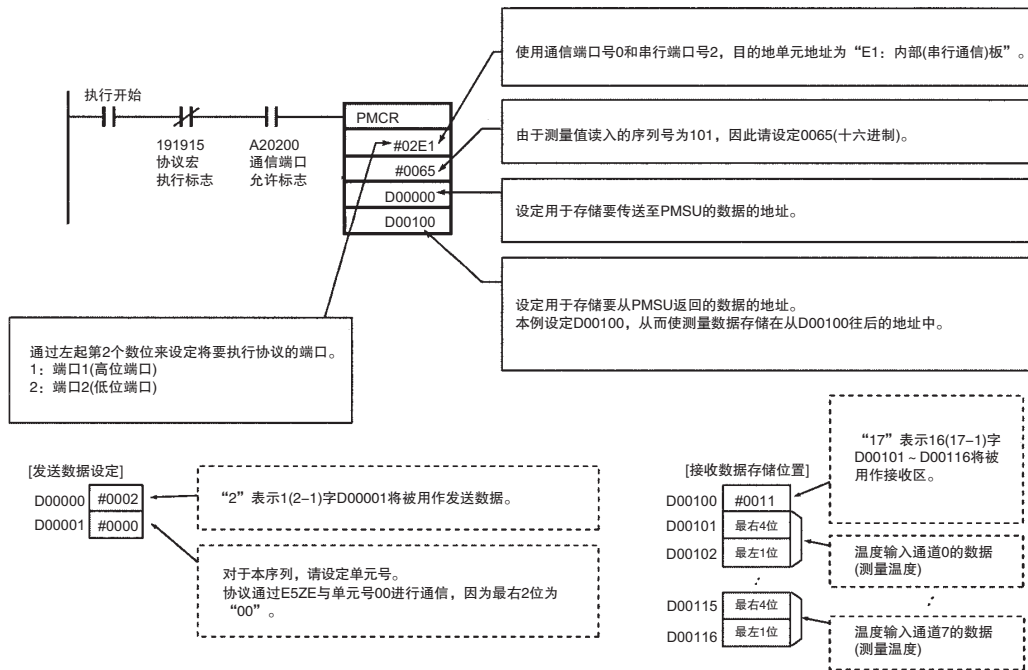 使用通信端口号0和串行端口号2，目的地单元地址为“E1：内部(串行通信)板”。
执行开始
191915
协议宏
执行标志
A20200
通信端口
允许标志
PMCR
#02E1
#0065
D00000
D00100
由于测量值读入的序列号为101，因此请设定0065(十六进制)。
设定用于存储要传送至PMSU的数据的地址。
设定用于存储要从PMSU返回的数据的地址。
本例设定D00100，从而使测量数据存储在从D00100往后的地址中。
通过左起第2个数位来设定将要执行协议的端口。
1：端口1(高位端口)
2：端口2(低位端口)
[发送数据设定]
D00000 #0002
D00001 #0000
“2”表示1(2−1)字D00001将被用作发送数据。
对于本序列，请设定单元号。
协议通过E5ZE与单元号00进行通信，因为最右2位为
“00”。
[接收数据存储位置]
D00100 #0011
D00101 最右4位
D00102 最左1位
D00115 最右4位
D00116 最左1位
“17”表示16(17−1)字
D00101～D00116将被
用作接收区。
温度输入通道0的数据
(测量温度)
温度输入通道7的数据
(测量温度)